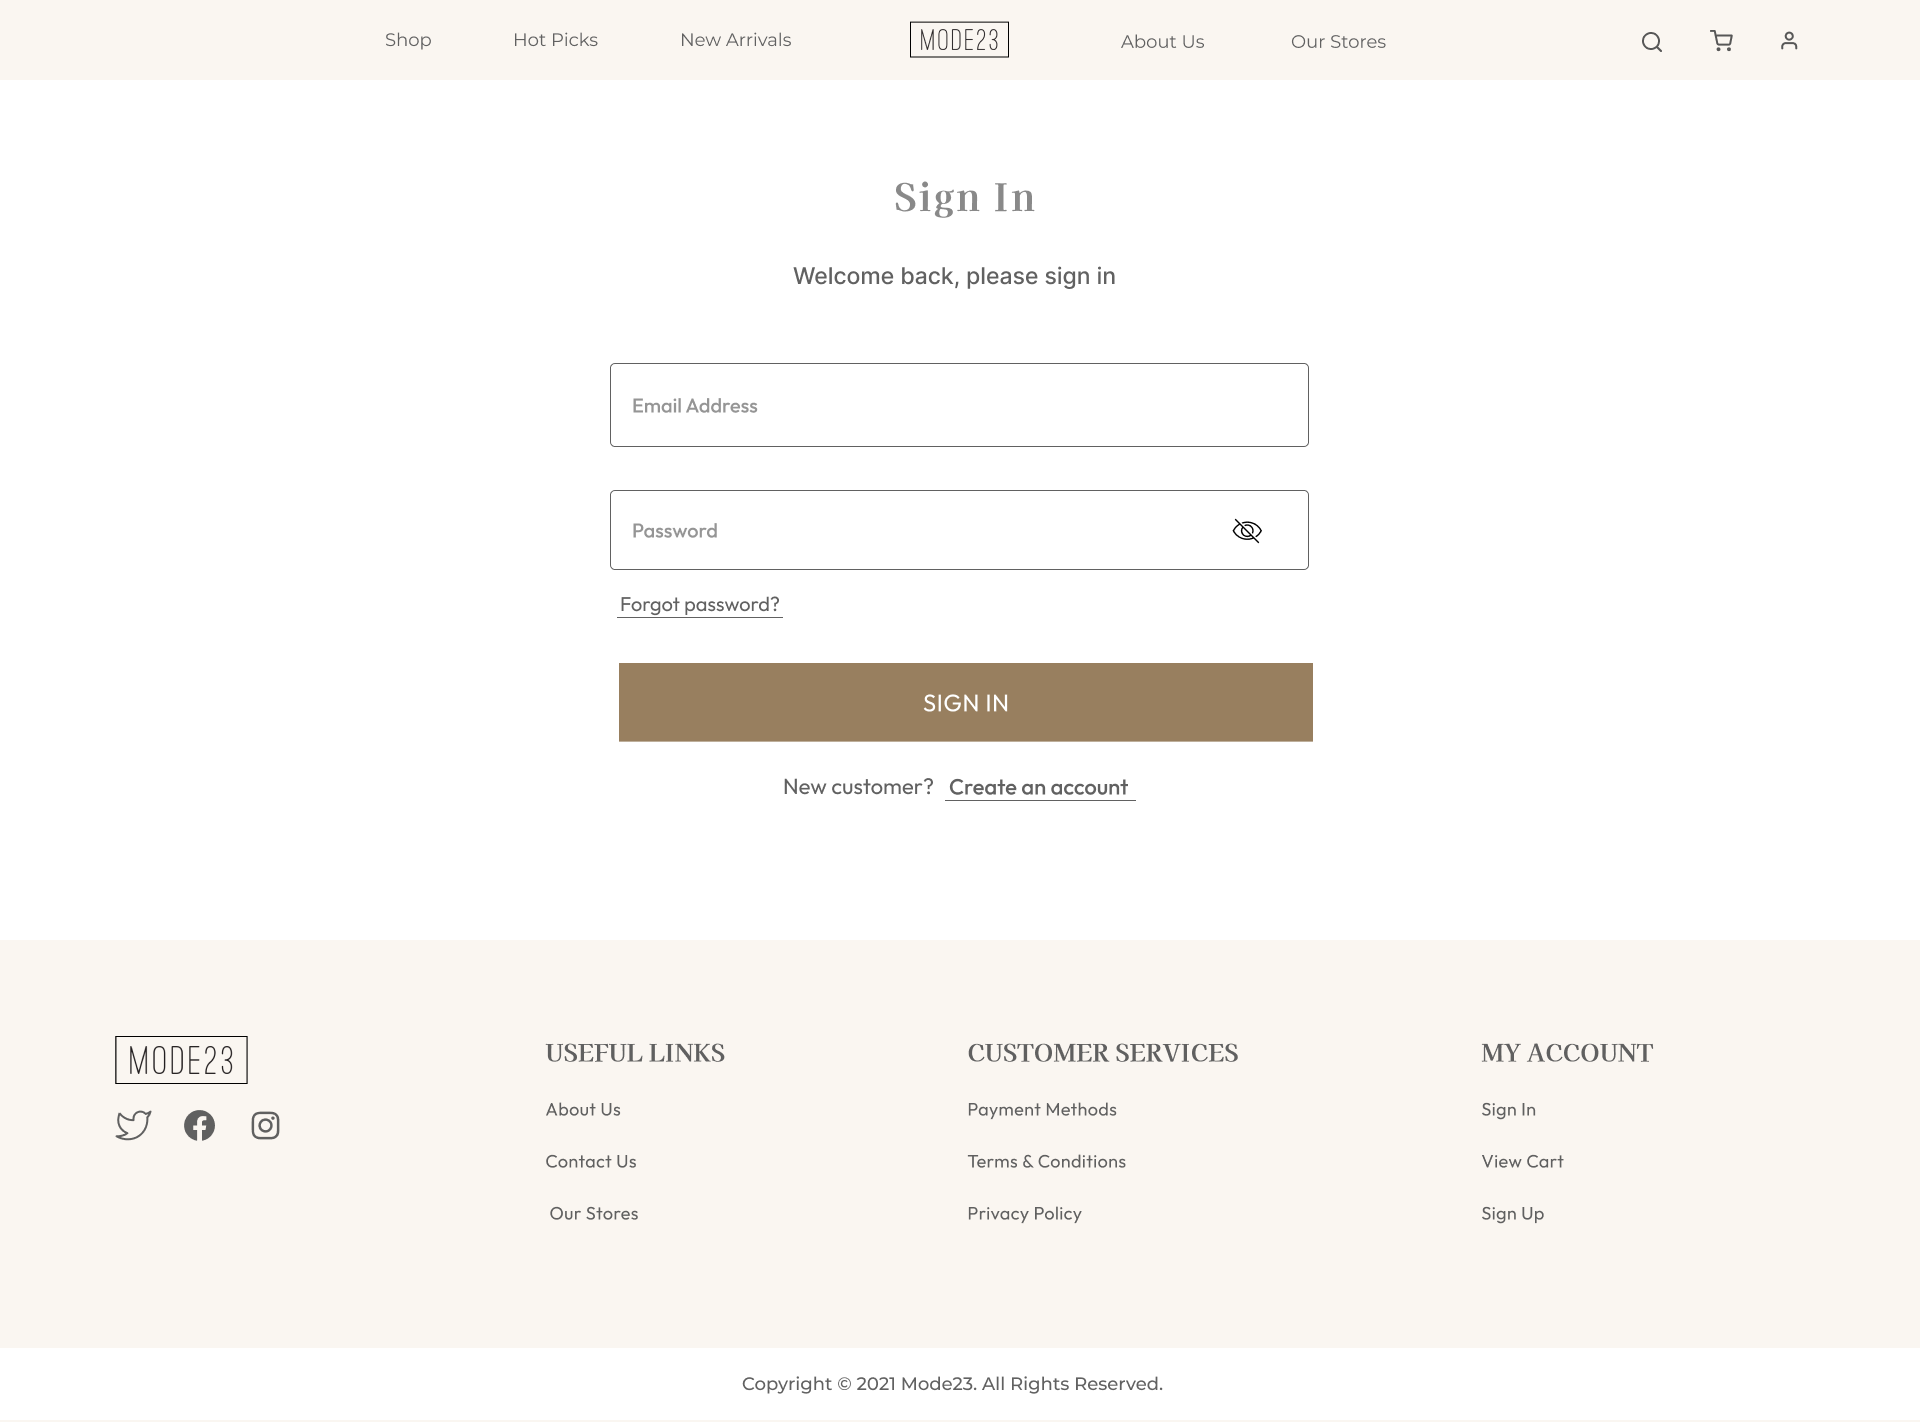 Shop
Hot Picks
New Arrivals
MODE23
About Us
Our Stores
Sign In
Welcome back, please sign in
Email Address
Password
Forgot password?
SIGN IN
New customer? Create an account
MODE23
USEFUL LINKS
About Us
Contact Us
Our Stores
CUSTOMER SERVICES
Payment Methods
Terms & Conditions
Privacy Policy
MY ACCOUNT
Sign In
View Cart
Sign Up
Copyright © 2021 Mode23. All Rights Reserved.